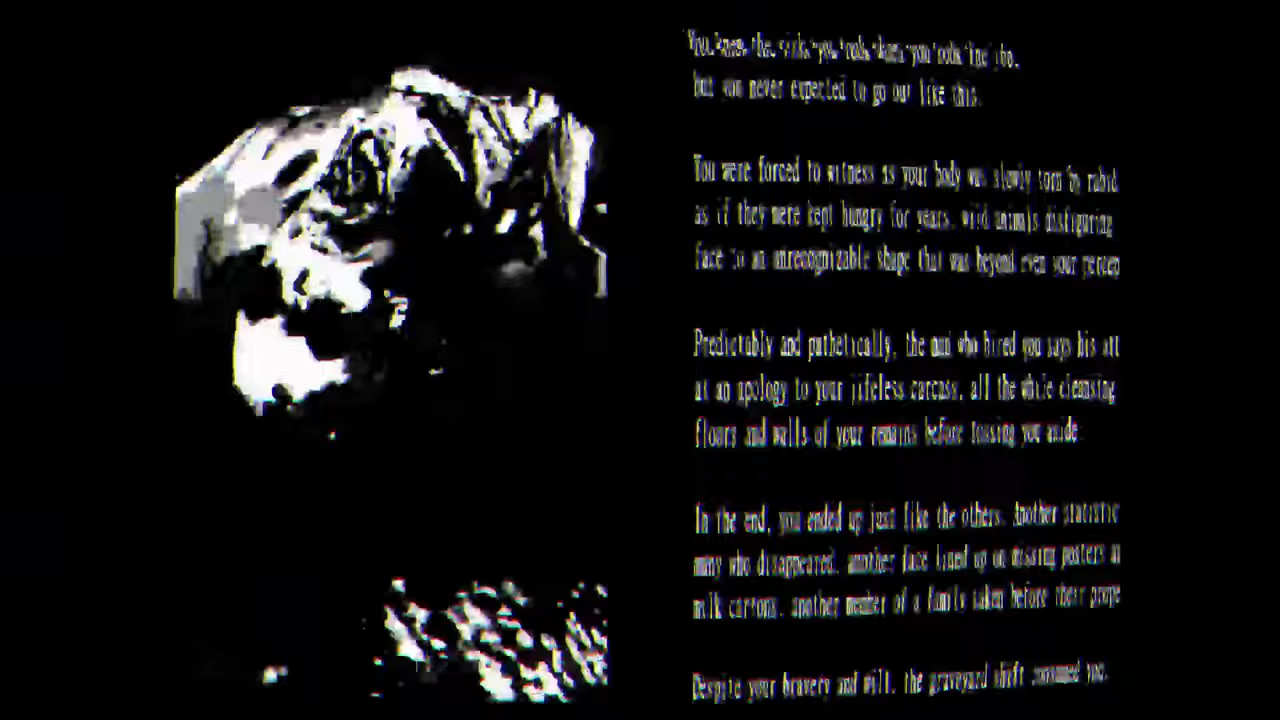 You knew the risks you took when you took the job,
but you never expected to go out like this.
You were forced to witness as your body was slowly torn by rabid
as if they were kept hungry for years, wild animals disfiguring
face to an unrecognizable shape that was beyond even your
Predictably and pathetically, the man who hired you says his att
at an apology to your lifeless carcass, all the while cleansing
floors and walls of your remains before tossing you aside
In the end, you ended up just like the others. Another statistic
many who disappeared, another face lined up on missing posters
milk cartons, another member of a family taken before their
Despite your bravery and wilt, the graveyard shift consumed you.